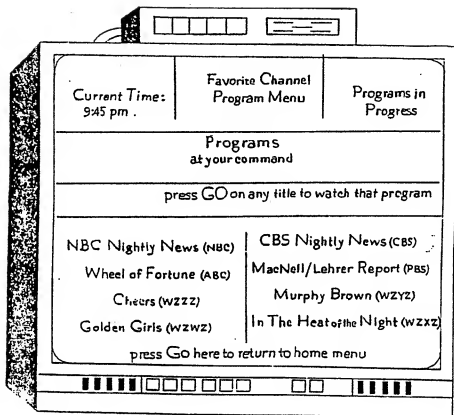 Current Time:
9:45 pm .
Favorite Channel
Program Menu
Programs in
Progress
Programs
at your command
press GO on any title to watch that program
NBC Nightly News (NBC)
Wheel of Fortune (ABC)
Cheers (WZZZ)
Golden Girls (WZWZ)
CBS Nightly News (CBS)
MacNeil/Lehrer Report (PBS)
Murphy Brown (WZYZ)
In The Heat of the Night (WZXZ)
press Go here to return to home menu